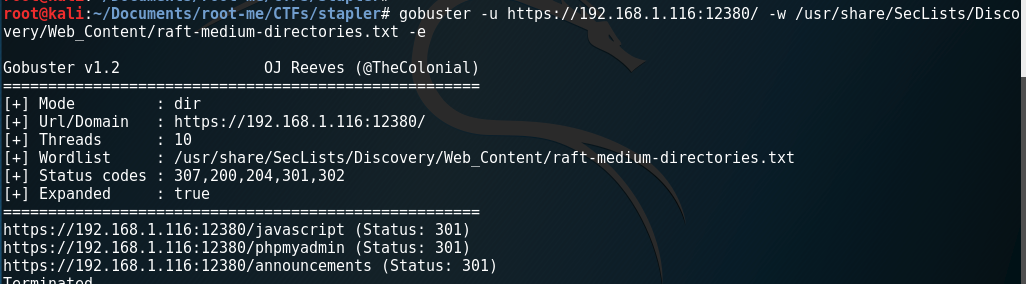 root@kali:~/Documents/root-me/CTFs/stapler# gobuster -u https://192.168.1.116:12380/ -w /usr/share/SecLists/Disco
very/Web_Content/raft-medium-directories.txt -e
Gobuster v1.2              OJ Reeves (@TheColonial)
=====================================================
[+] Mode         : dir
[+] Url/Domain   : https://192.168.1.116:12380/
[+] Threads      : 10
[+] Wordlist     : /usr/share/SecLists/Discovery/Web_Content/raft-medium-directories.txt
[+] Status codes : 307,200,204,301,302
[+] Expanded     : true
=====================================================
https://192.168.1.116:12380/javascript (Status: 301)
https://192.168.1.116:12380/phpmyadmin (Status: 301)
https://192.168.1.116:12380/announcements (Status: 301)
Terminated